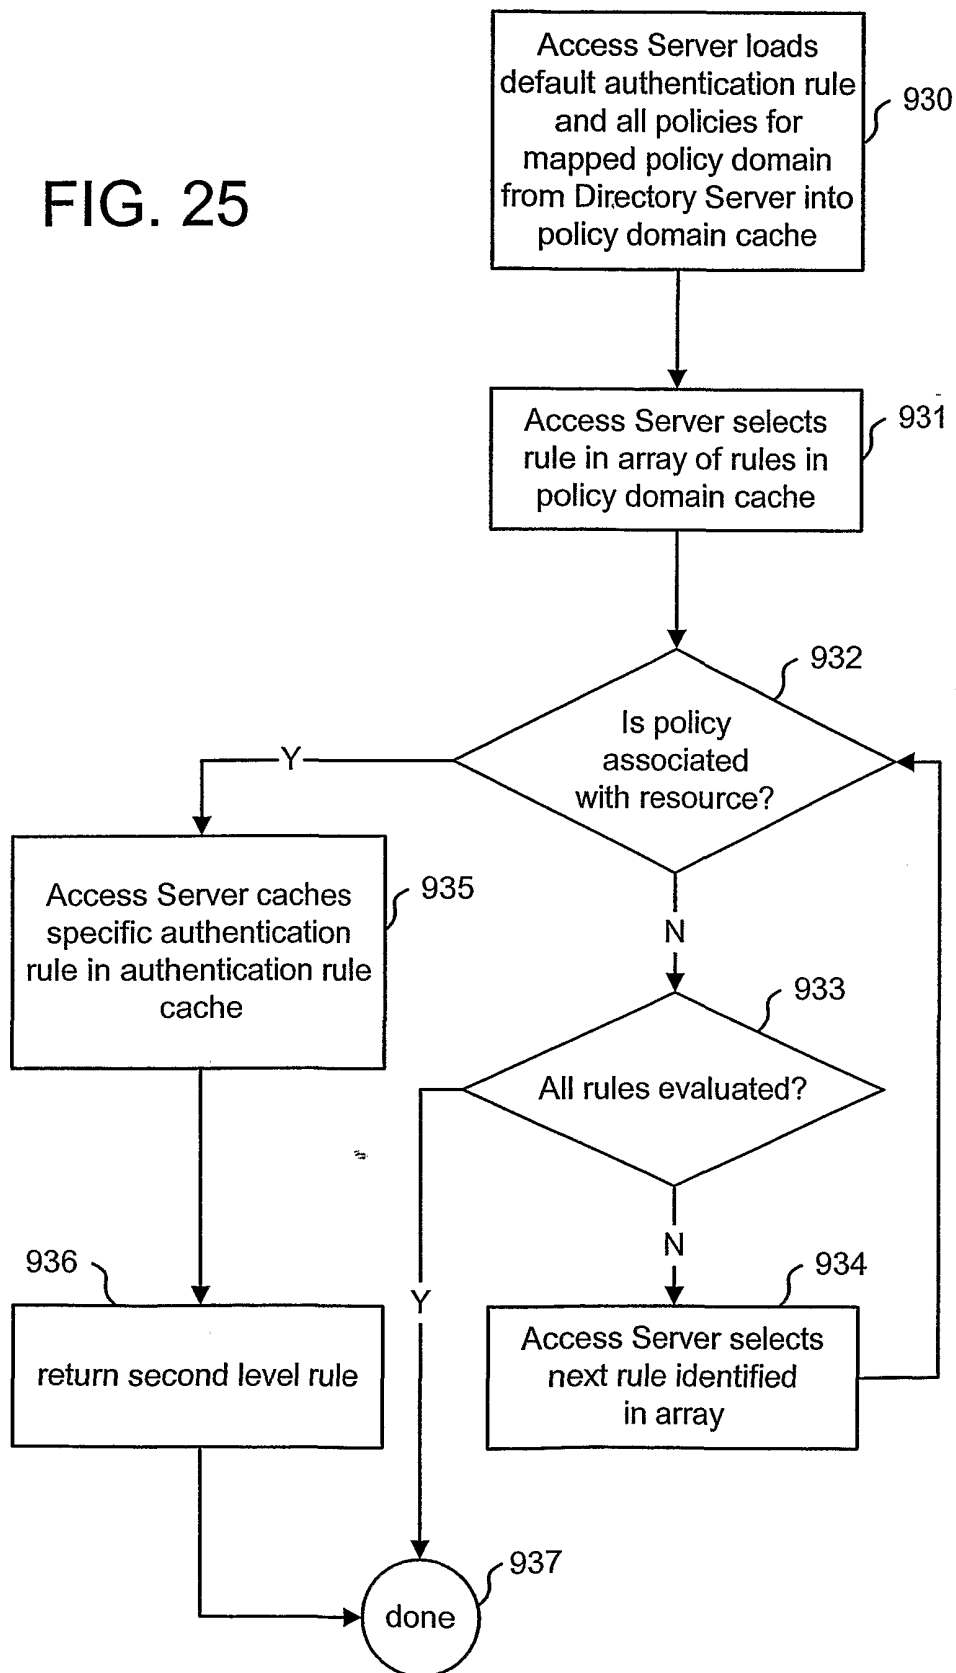 FIG. 25
Access Server loads
default authentication rule
and all policies for
mapped policy domain
from Directory Server into
policy domain cache
930
Access Server selects
rule in array of rules in
policy domain cache
931
932
Is policy
associated
with resource?
Y
N
Access Server caches
specific authentication
rule in authentication rule
cache
935
933
All rules evaluated?
Y
N
936
return second level rule
934
Access Server selects
next rule identified
in array
937
done